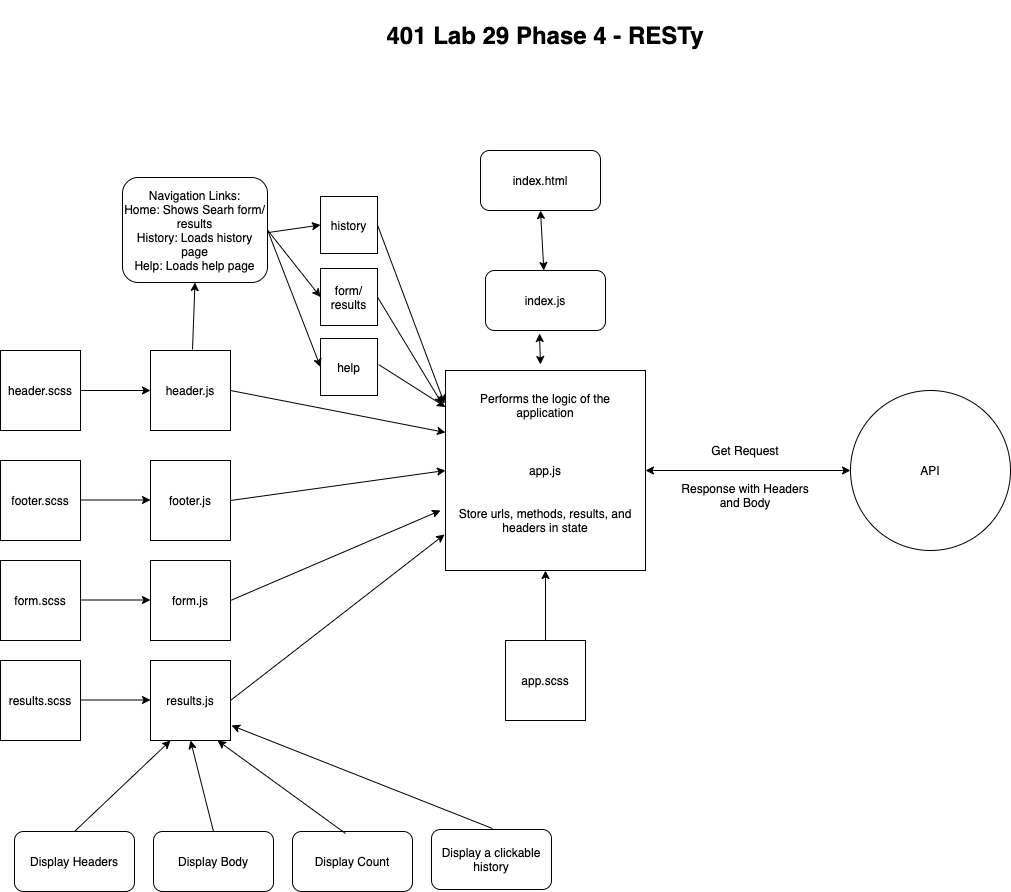 401 Lab 29 Phase 4 - RESTy
index.html
Navigation Links:
Home: Shows Searh form/
results
History: Loads history
page
Help: Loads help page
history
form/
results
help
index.js
header.scss
header.js
Performs the logic of the
application
app.js
Store urls, methods, results, and
headers in state
Get Request
Response with Headers
and Body
API
footer.scss
footer.js
form.scss
form.js
results.scss
results.js
app.scss
Display Headers
Display Body
Display Count
Display a clickable
history